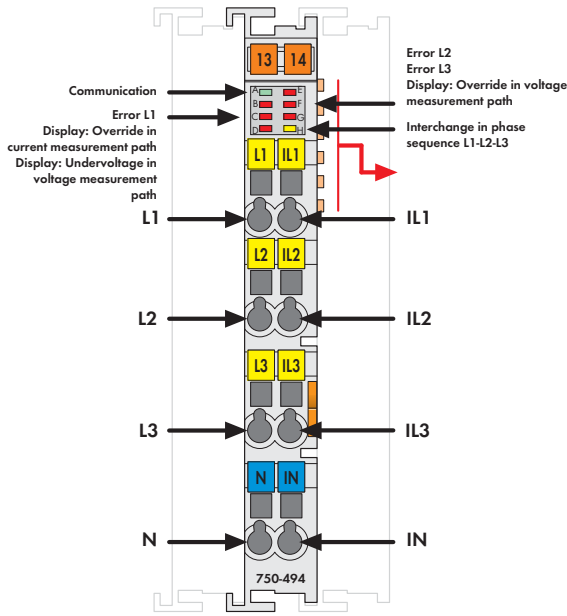 13 14
Communication
Error L1
Display: Override in
current measurement path
Display: Undervoltage in
voltage measurement
path
A E
B F
C G
D H
Error L2
Error L3
Display: Override in voltage
measurement path
Interchange in phase
sequence L1-L2-L3
L1 IL1
L1 IL1
L2 IL2
L2 IL2
L3 IL3
L3 IL3
N IN
N IN
750-494